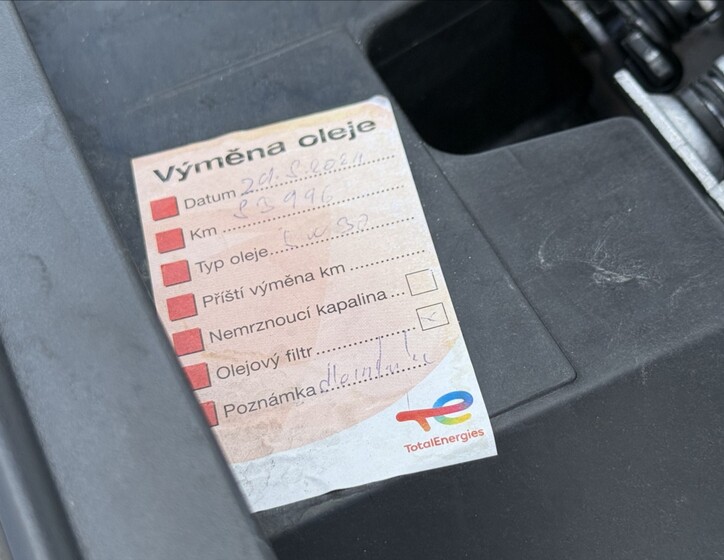 Výměna oleje
Datum
Km
Typ oleje
Příští výměna km
Nemrznoucí kapalina
Olejový filtr
Poznámka
TotalEnergies